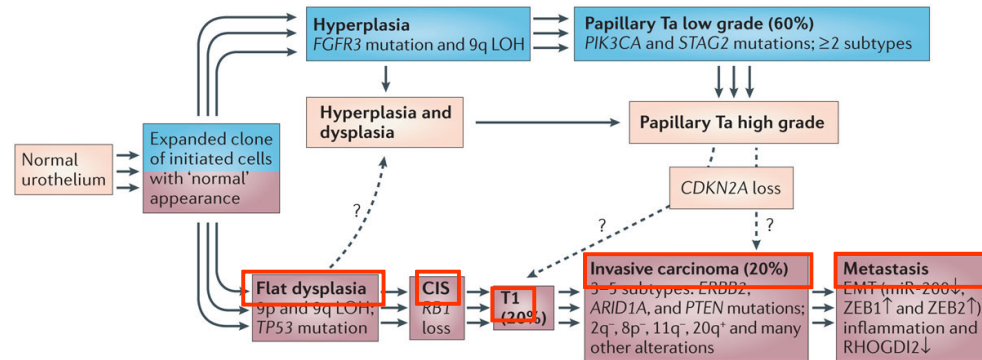 Hyperplasia
FGFR3 mutation and 9q LOH
Papillary Ta low grade (60%)
PIK3CA and STAG2 mutations; ≥2 subtypes
Hyperplasia and
dysplasia
Papillary Ta high grade
Normal
urothelium
Expanded clone
of initiated cells
with ‘normal’
appearance
CDKN2A loss
?
?
?
Flat dysplasia
9p and 9q LOH;
TP53 mutation
CIS
RB1
loss
T1
(20%)
Invasive carcinoma (20%)
3–5 subtypes: ERBB2,
ARID1A, and PTEN mutations;
2q⁻, 8p⁻, 11q⁻, 20q⁺ and many
other alterations
Metastasis
EMT (miR-200↓,
ZEB1↑ and ZEB2↑)
inflammation and
RHOGDI2↓